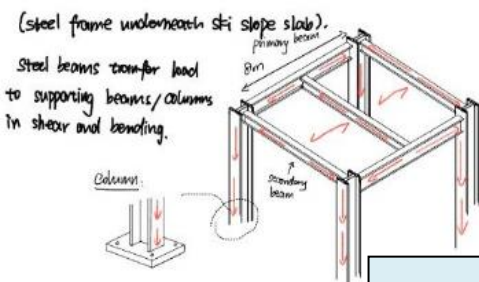 (steel frame underneath ski slope slab).
steel beams transfer load
to supporting beams/columns
in shear and bending.
primary beam
8m
secondary
beam
column: